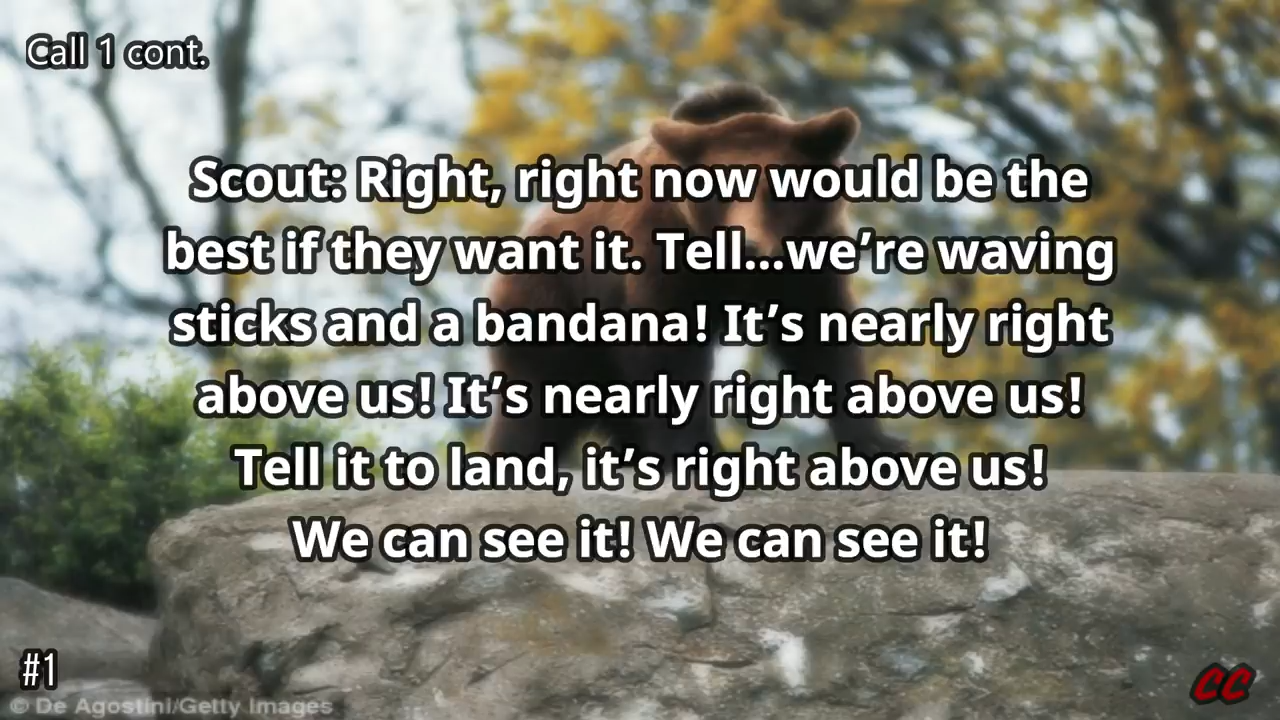 Call 1 cont.
Scout: Right, right now would be the
best if they want it. Tell...we’re waving
sticks and a bandana! It’s nearly right
above us! It’s nearly right above us!
Tell it to land, it’s right above us!
We can see it! We can see it!
#1
CC
© De Agostini/Getty Images